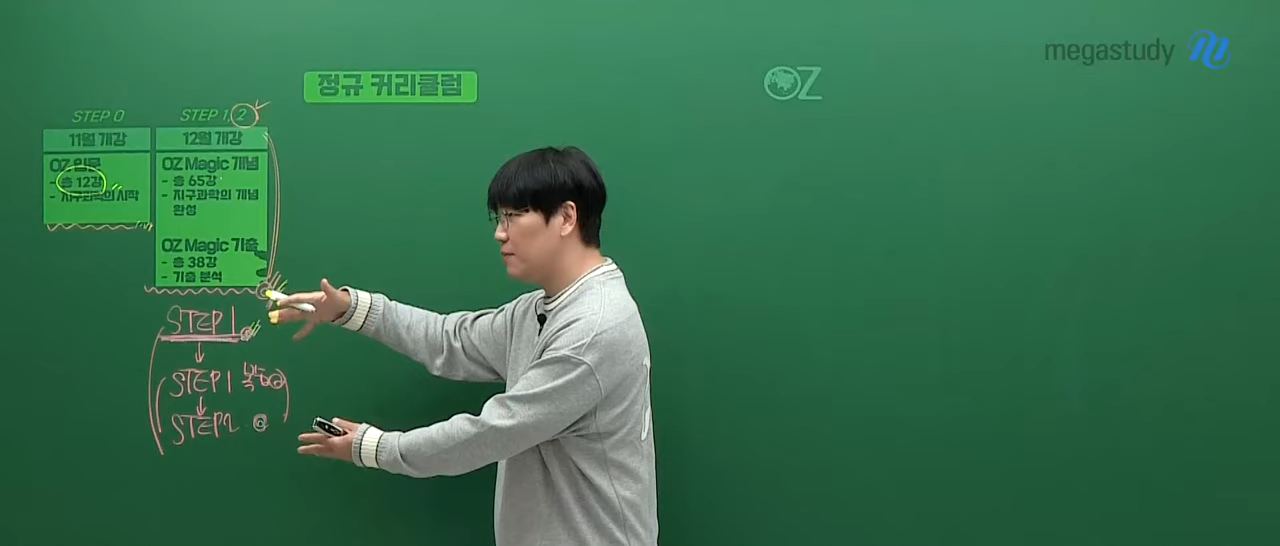 megastudy
정규 커리큘럼
OZ
STEP 0
STEP 1, 2
11월 개강
12월 개강
OZ 입문
- 총 12강
- 지구과학의 시작
OZ Magic 개념
- 총 65강
- 지구과학의 개념
완성
OZ Magic 기출
- 총 38강
- 기출 분석
STEP 1
STEP 1 복습
STEP 2